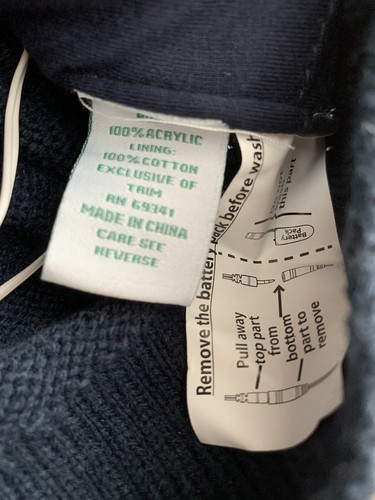 100%ACRYLIC
LINING:
100%COTTON
EXCLUSIVE OF
TRIM
RN 69341
MADE IN CHINA
CARE SEE
REVERSE
Remove the battery pack before wash
this part
Battery
Pack
Pull away
top part
from
bottom
part to
remove